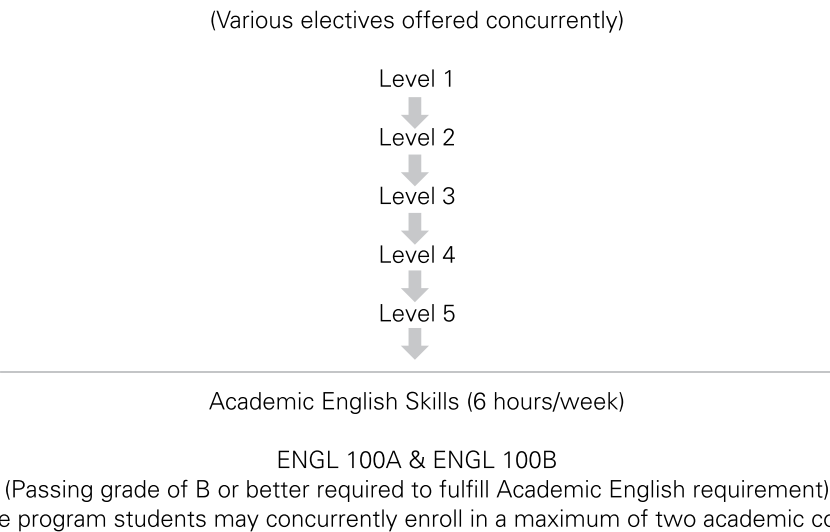 (Various electives offered concurrently)
Level 1
Level 2
Level 3
Level 4
Level 5
Academic English Skills (6 hours/week)
ENGL 100A & ENGL 100B
(Passing grade of B or better required to fulfill Academic English requirement)
program students may concurrently enroll in a maximum of two academic